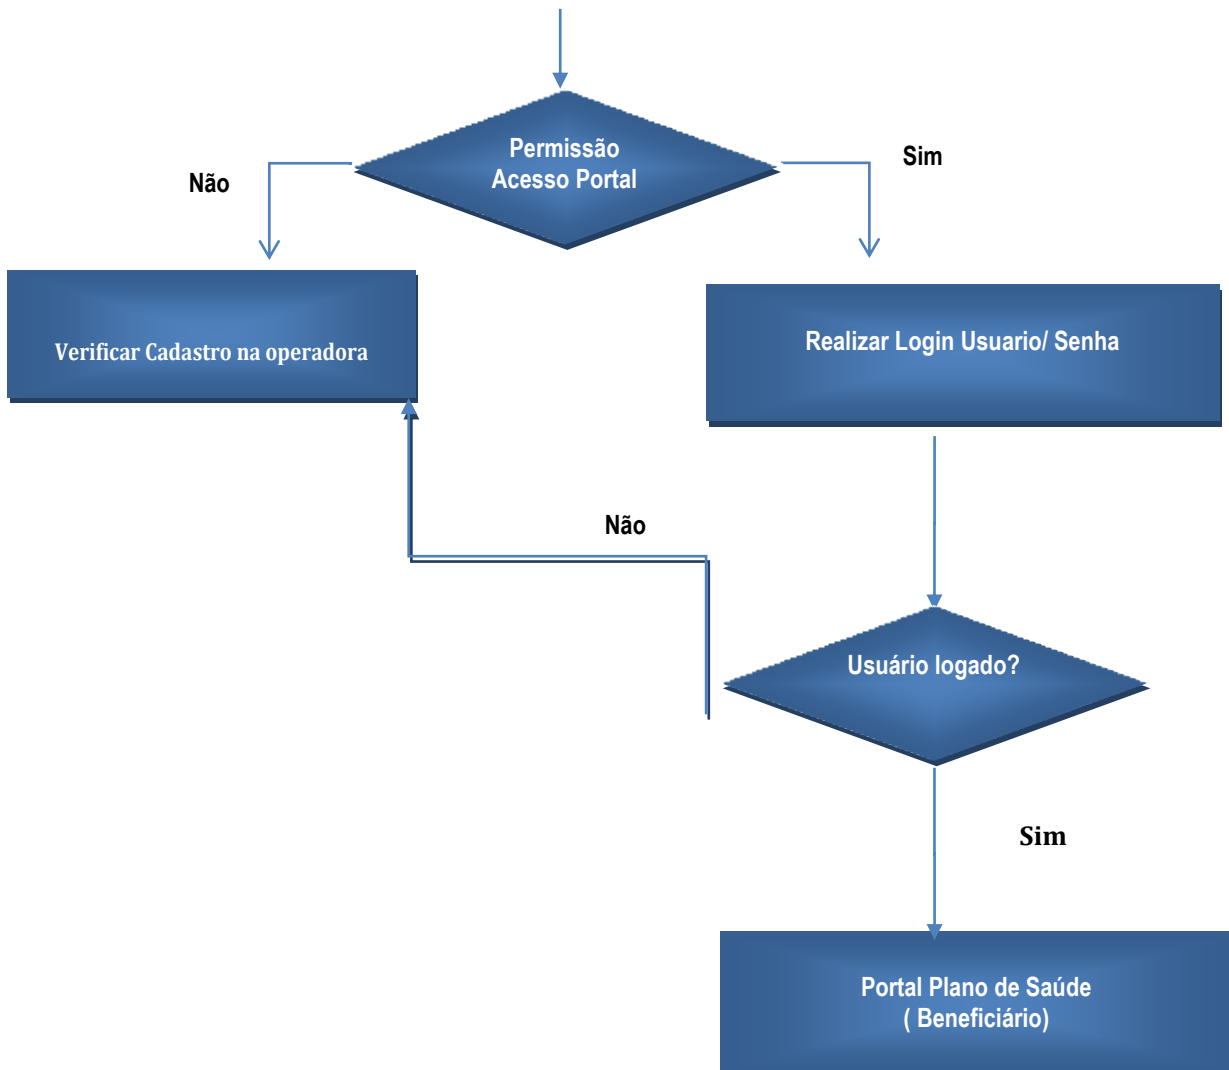 Permissão
Acesso Portal
Sim
Não
Verificar Cadastro na operadora
Realizar Login Usuario/ Senha
Não
Usuário logado?
Sim
Portal Plano de Saúde
( Beneficiário)